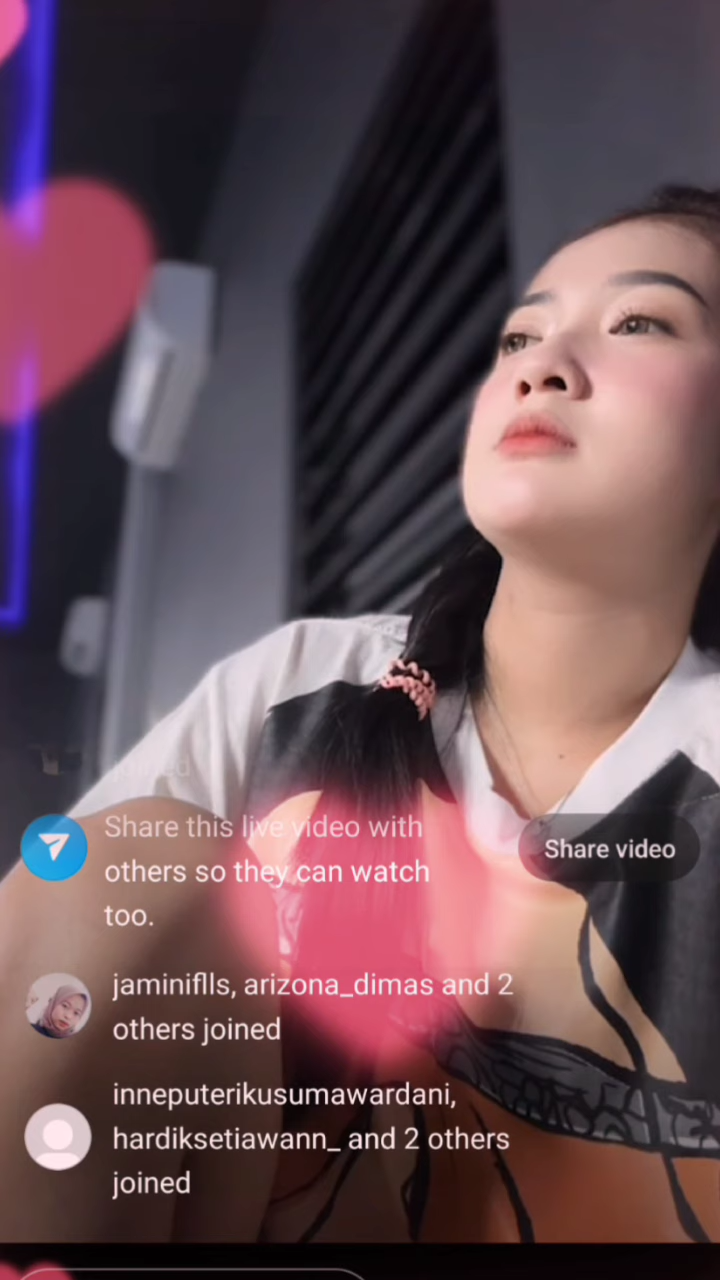 joined
Share this live video with
others so they can watch
too.
Share video
jaminiflls, arizona_dimas and 2
others joined
inneputerikusumawardani,
hardiksetiawann_ and 2 others
joined